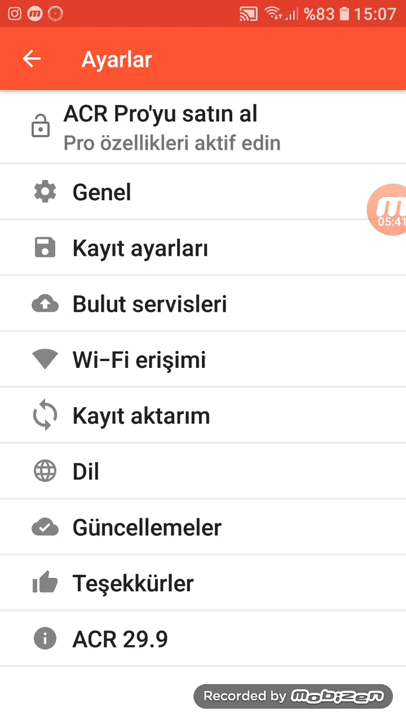 %83 15:07
Ayarlar
ACR Pro'yu satın al
Pro özellikleri aktif edin
Genel
05:41
Kayıt ayarları
Bulut servisleri
Wi-Fi erişimi
Kayıt aktarım
Dil
Güncellemeler
Teşekkürler
ACR 29.9
Recorded by mobizen